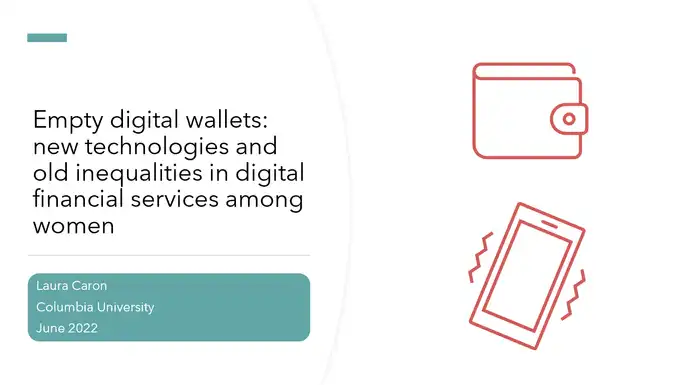 Empty digital wallets:
new technologies and
old inequalities in digital
financial services among
women
Laura Caron
Columbia University
June 2022